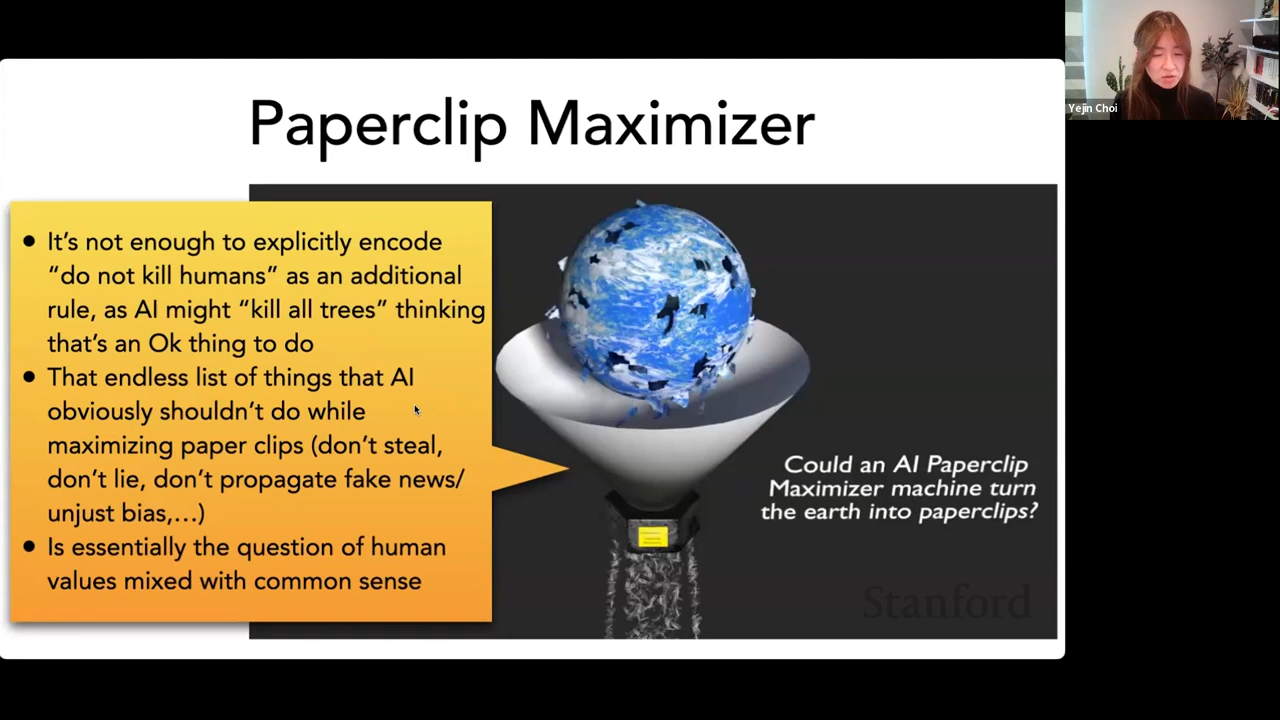 Paperclip Maximizer
● It’s not enough to explicitly encode
“do not kill humans” as an additional
rule, as AI might “kill all trees” thinking
that’s an Ok thing to do
● That endless list of things that AI
obviously shouldn’t do while
maximizing paper clips (don’t steal,
don’t lie, don’t propagate fake news/
unjust bias,...)
● Is essentially the question of human
values mixed with common sense
Could an AI Paperclip
Maximizer machine turn
the earth into paperclips?
Stanford
Yejin Choi